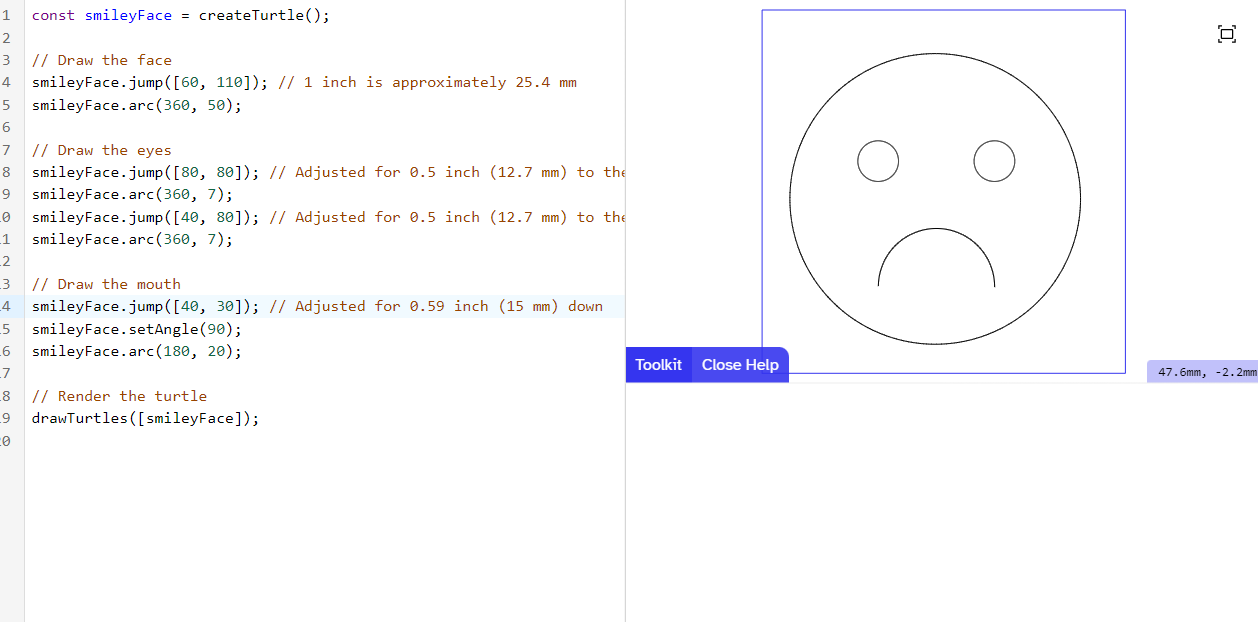 1 const smileyFace = createTurtle();
2
3 // Draw the face
4 smileyFace.jump([60, 110]); // 1 inch is approximately 25.4 mm
5 smileyFace.arc(360, 50);
6
7 // Draw the eyes
8 smileyFace.jump([80, 80]); // Adjusted for 0.5 inch (12.7 mm) to the
9 smileyFace.arc(360, 7);
0 smileyFace.jump([40, 80]); // Adjusted for 0.5 inch (12.7 mm) to the
1 smileyFace.arc(360, 7);
2
3 // Draw the mouth
4 smileyFace.jump([40, 30]); // Adjusted for 0.59 inch (15 mm) down
5 smileyFace.setAngle(90);
6 smileyFace.arc(180, 20);
7
8 // Render the turtle
9 drawTurtles([smileyFace]);
0
Toolkit Close Help
47.6mm, -2.2mm